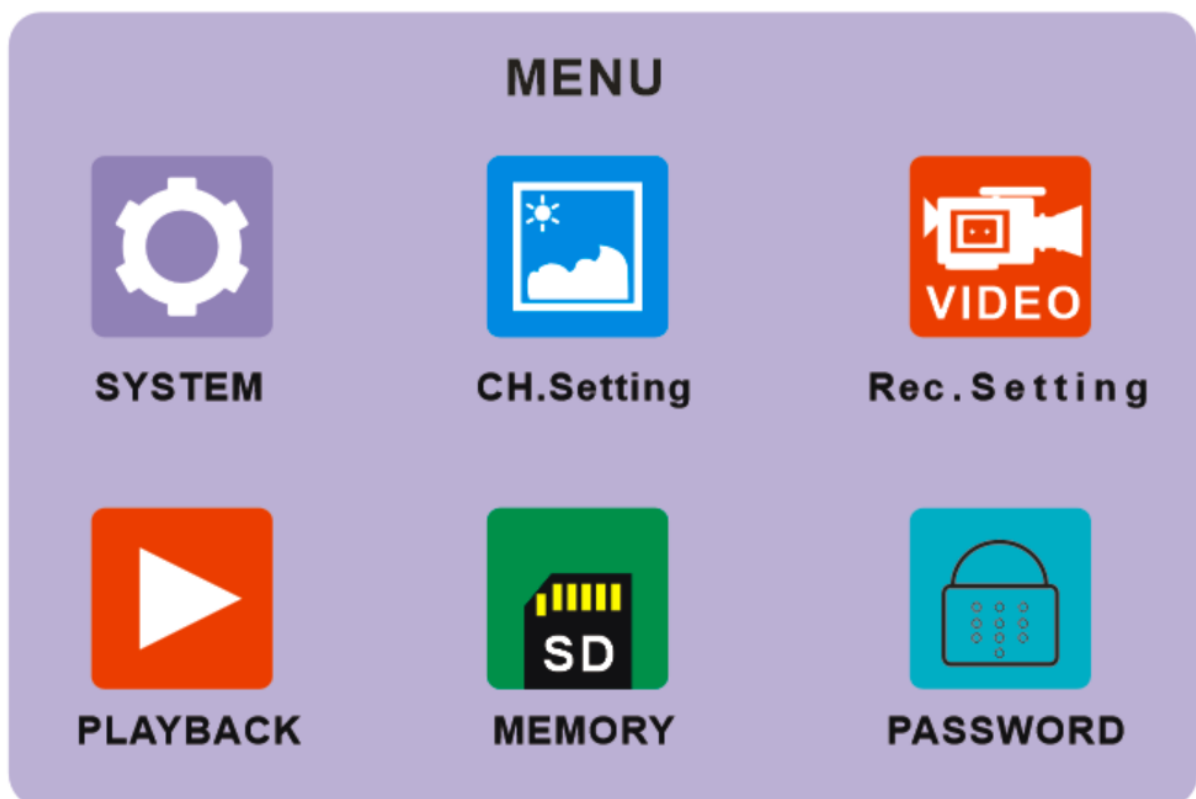 MENU
VIDEO
SYSTEM CH.Setting Rec.Setting
SD
PLAYBACK MEMORY PASSWORD